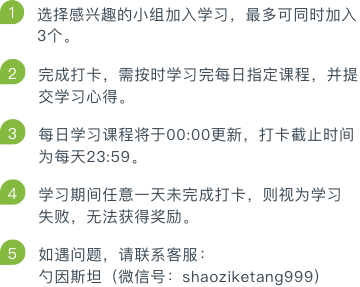 1 选择感兴趣的小组加入学习，最多可同时加入
3个。
2 完成打卡，需按时学习完每日指定课程，并提
交学习心得。
3 每日学习课程将于00:00更新，打卡截止时间
为每天23:59。
4 学习期间任意一天未完成打卡，则视为学习
失败，无法获得奖励。
5 如遇问题，请联系客服：
勺因斯坦（微信号：shaoziketang999）